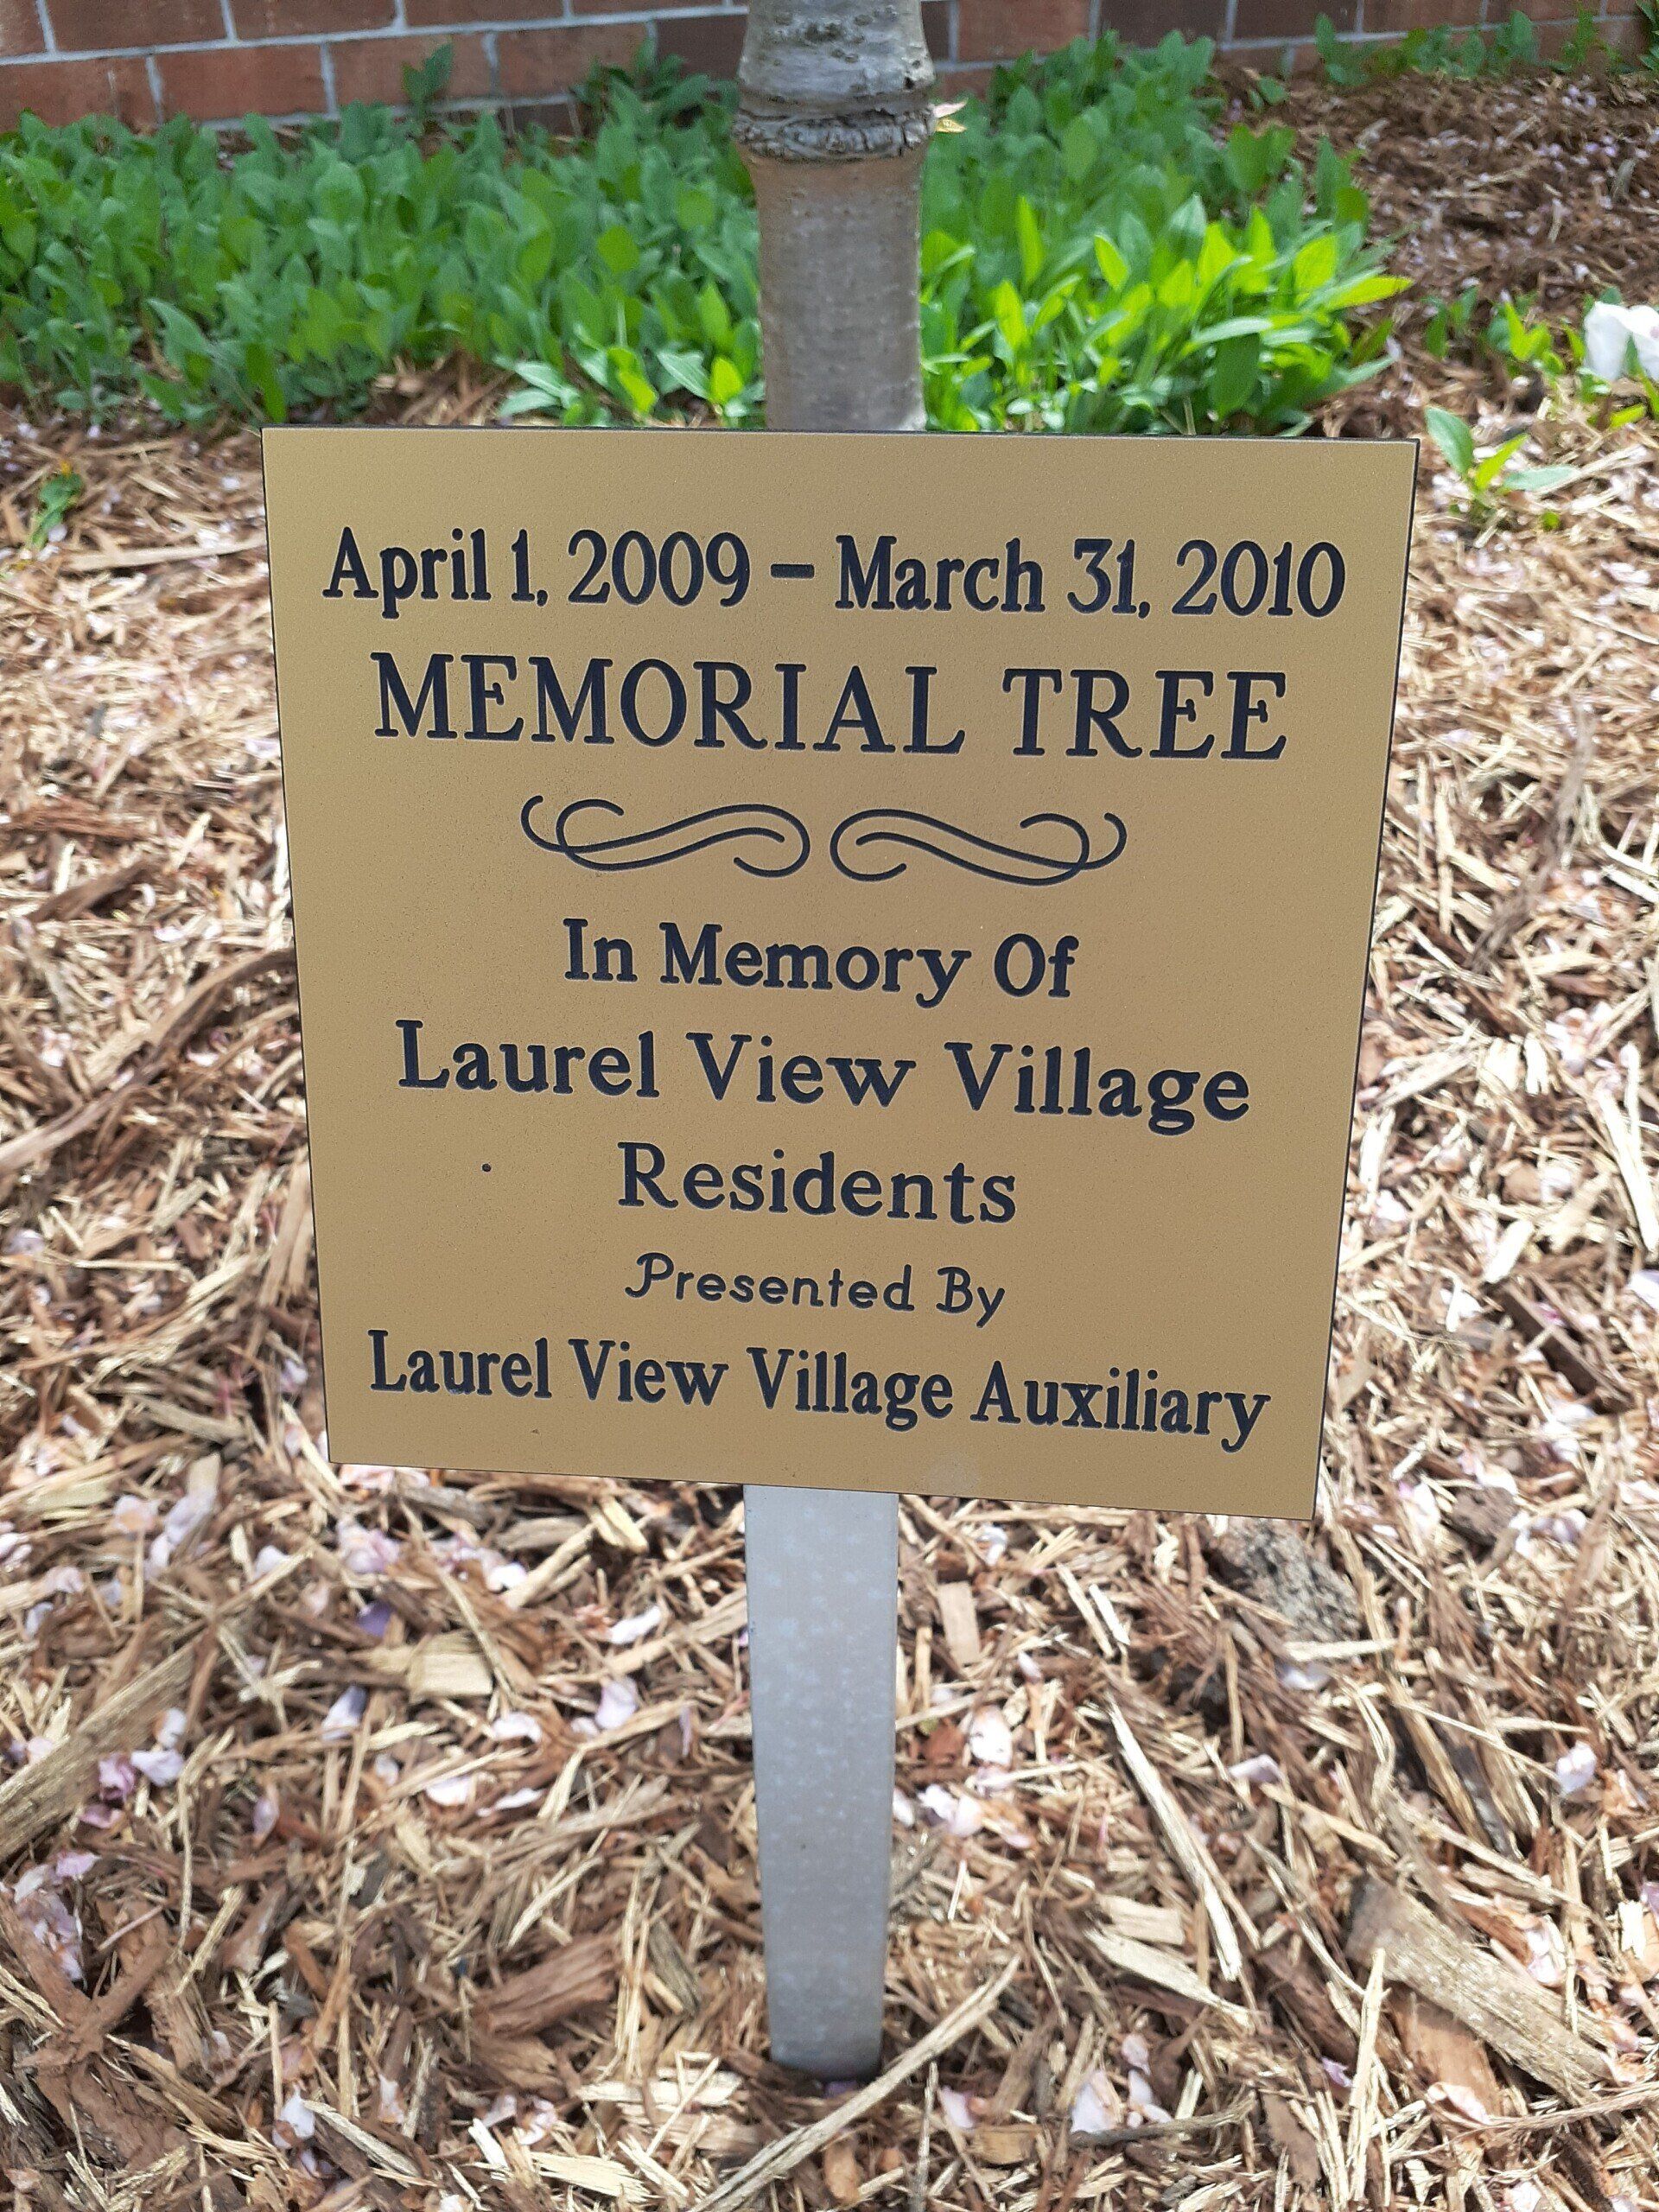 April 1, 2009 – March 31, 2010
MEMORIAL TREE
In Memory Of
Laurel View Village
Residents
Presented By
Laurel View Village Auxiliary